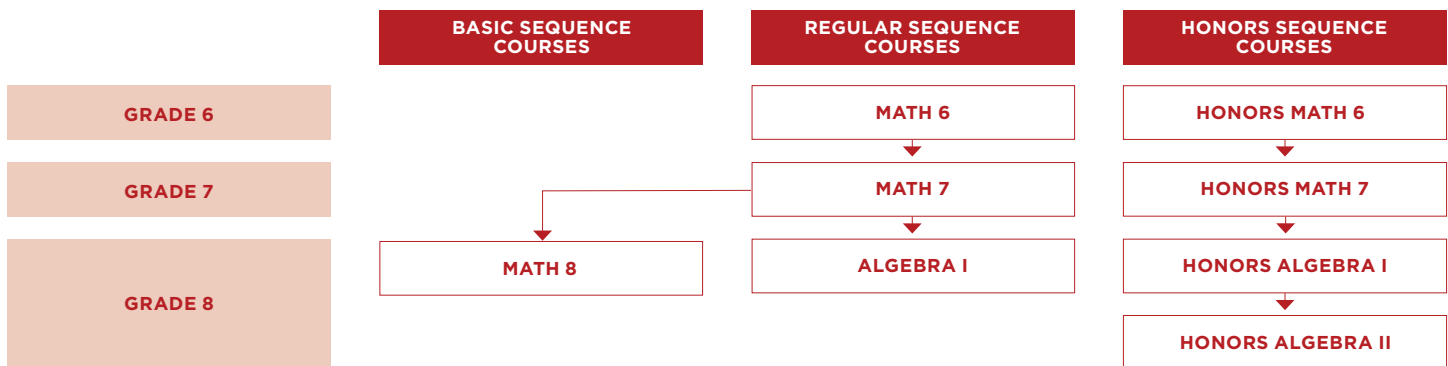 BASIC SEQUENCE
COURSES
REGULAR SEQUENCE
COURSES
HONORS SEQUENCE
COURSES
GRADE 6
MATH 6
HONORS MATH 6
GRADE 7
MATH 7
HONORS MATH 7
GRADE 8
MATH 8
ALGEBRA I
HONORS ALGEBRA I
HONORS ALGEBRA II